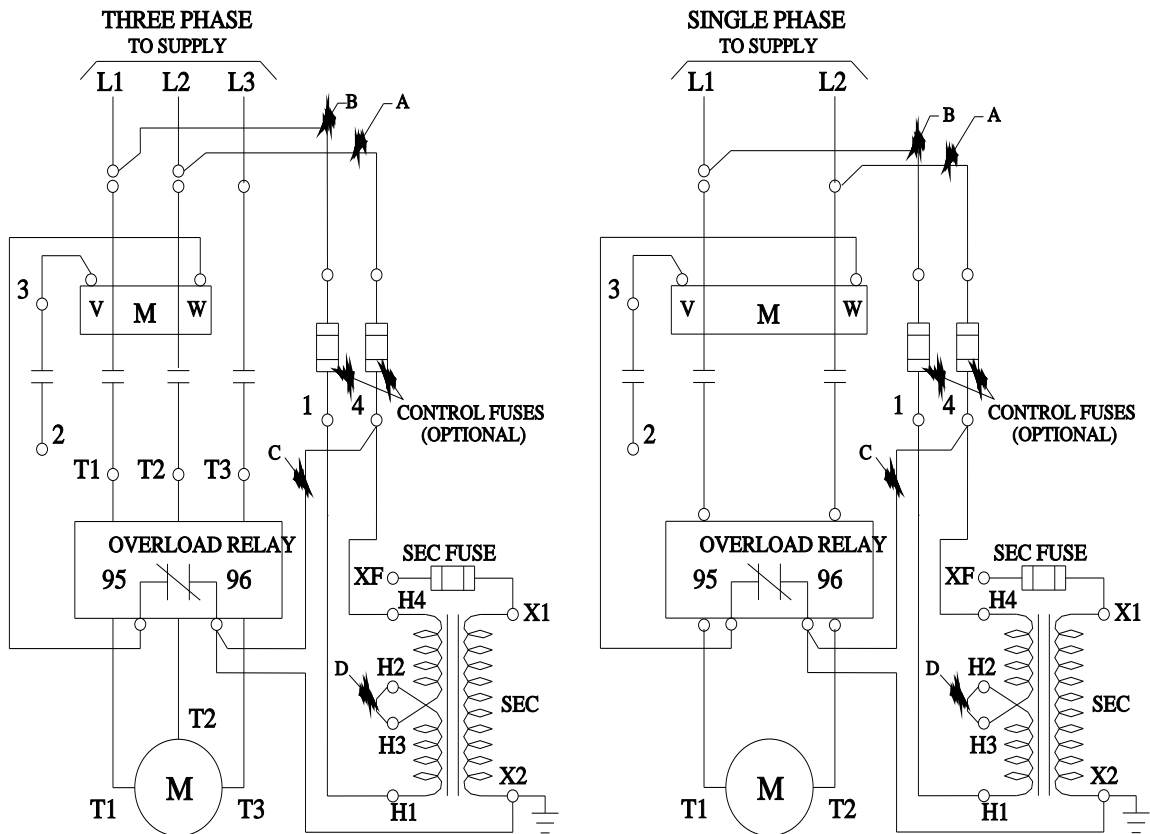 THREE PHASE
TO SUPPLY
L1 L2 L3
B A
3
V M W
2
1 4
CONTROL FUSES
(OPTIONAL)
C
T1 T2 T3
OVERLOAD RELAY
95 96
SEC FUSE
XF
H4 X1
D H2
SEC
H3
T2
X2
T1 M T3
H1
SINGLE PHASE
TO SUPPLY
L1 L2
B A
3
V M W
2
1 4
CONTROL FUSES
(OPTIONAL)
C
OVERLOAD RELAY
95 96
SEC FUSE
XF
H4 X1
D H2
SEC
H3
X2
T1 M T2
H1